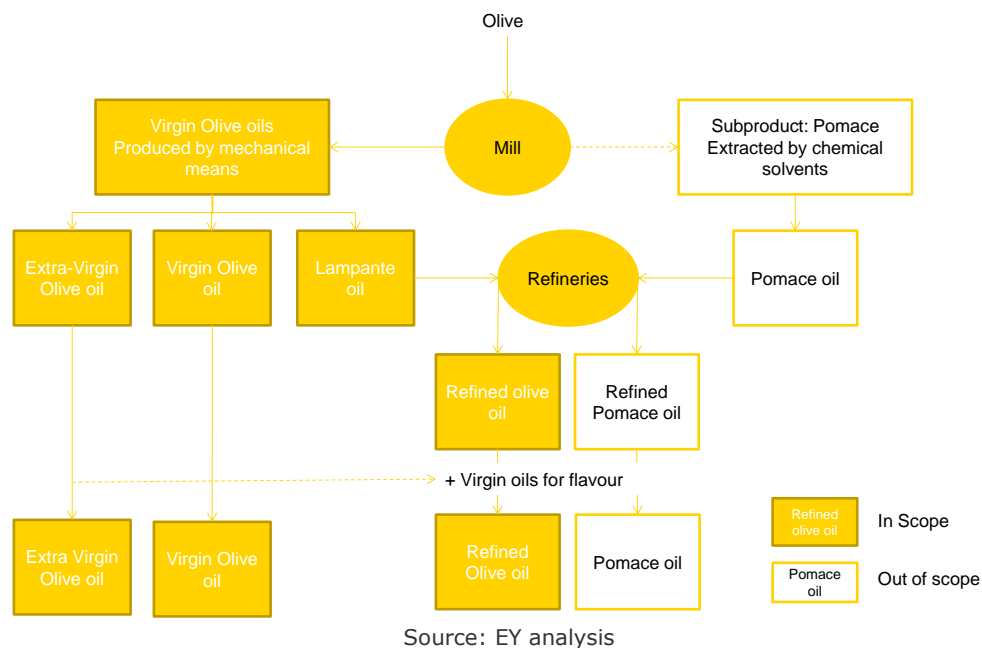 Olive
Virgin Olive oils
Produced by mechanical
means
Mill
Subproduct: Pomace
Extracted by chemical
solvents
Extra-Virgin
Olive oil
Virgin Olive
oil
Lampante
oil
Refineries
Pomace oil
Refined olive
oil
Refined
Pomace oil
+ Virgin oils for flavour
Extra Virgin
Olive oil
Virgin Olive
oil
Refined
Olive oil
Pomace oil
Refined
olive oil
In Scope
Pomace
oil
Out of scope
Source: EY analysis